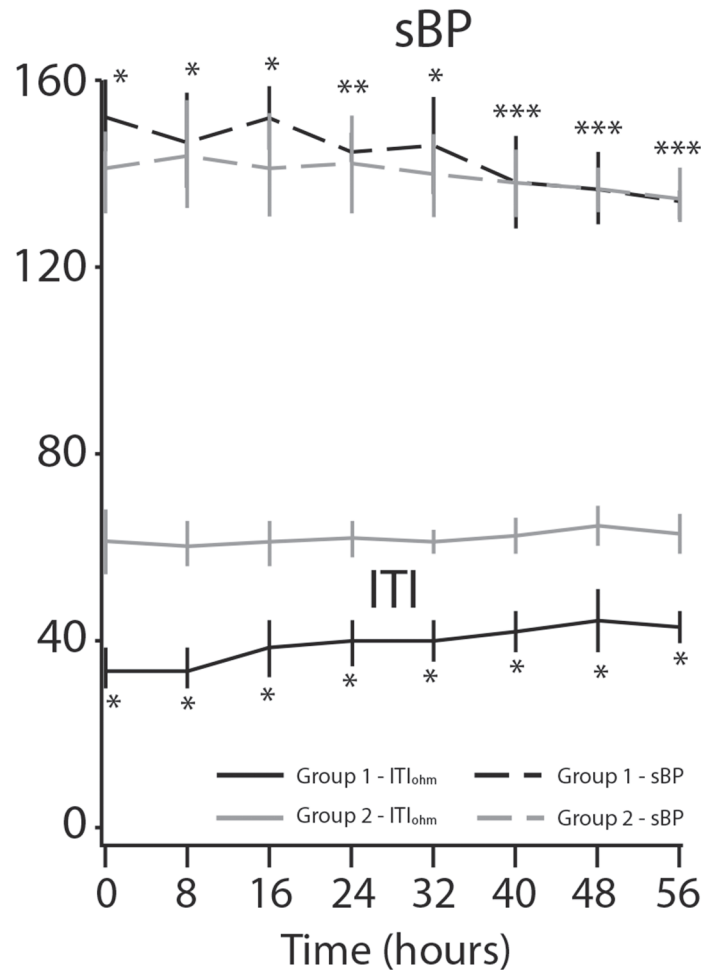 sBP
160
* * * ** * *** *** ***
120
80
ITI
40
* * * * * * * *
Group 1 - ITIohm Group 1 - sBP
Group 2 - ITIohm Group 2 - sBP
0
0 8 16 24 32 40 48 56
Time (hours)